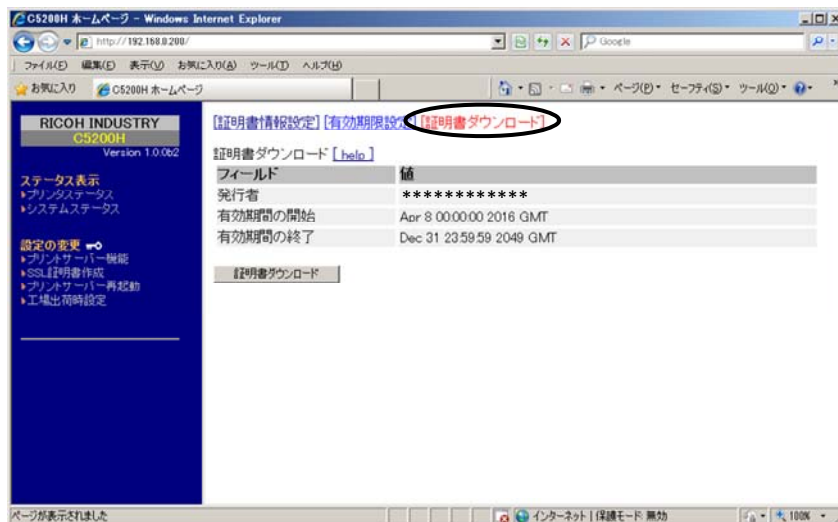 C5200H ホームページ - Windows Internet Explorer
http://192.168.0.200/
Google
ファイル(F) 編集(E) 表示(V) お気に入り(A) ツール(T) ヘルプ(H)
お気に入り C5200H ホームページ ページ(P) セーフティ(S) ツール(O)
RICOH INDUSTRY
C5200H
Version 1.0.0b2
ステータス表示
プリンタステータス
システムステータス
設定の変更
プリントサーバー機能
SSL証明書作成
プリントサーバー再起動
工場出荷時設定
[証明書情報設定] [有効期限設定] [証明書ダウンロード]
証明書ダウンロード [ help ]
フィールド 値
発行者 ************
有効期間の開始 Apr 8 00:00:00 2016 GMT
有効期間の終了 Dec 31 23:59:59 2049 GMT
証明書ダウンロード
ページが表示されました インターネット | 保護モード: 無効 100%